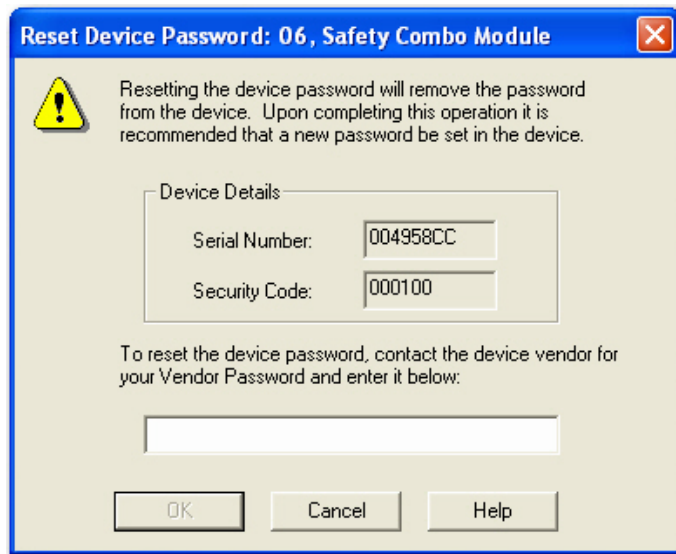 Reset Device Password: 06, Safety Combo Module
Resetting the device password will remove the password
from the device. Upon completing this operation it is
recommended that a new password be set in the device.
Device Details
Serial Number: 004958CC
Security Code: 000100
To reset the device password, contact the device vendor for
your Vendor Password and enter it below:
OK Cancel Help